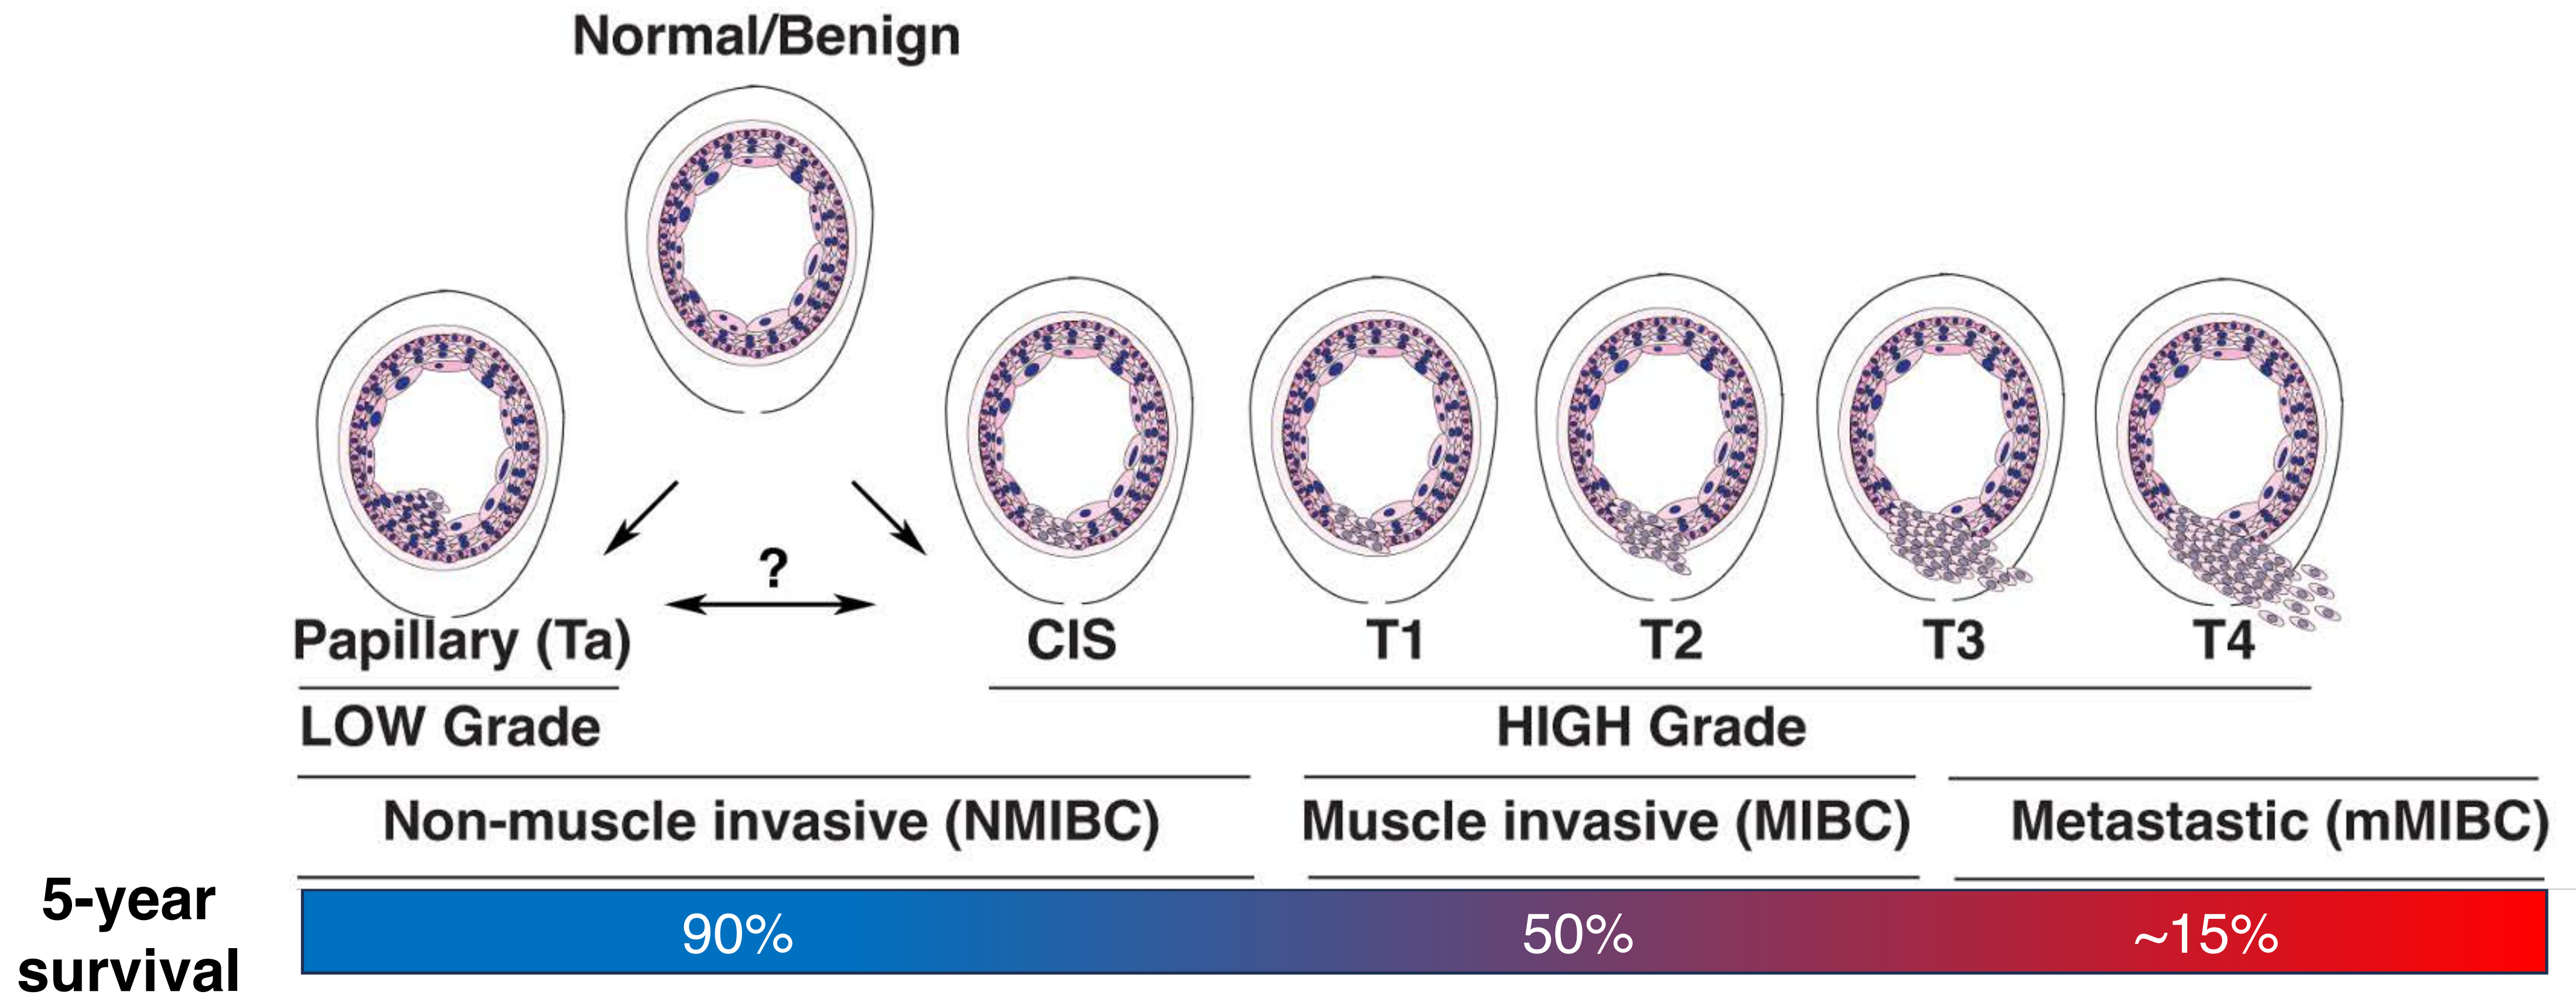 Normal/Benign
?
Papillary (Ta)
CIS
T1
T2
T3
T4
LOW Grade
HIGH Grade
Non-muscle invasive (NMIBC)
Muscle invasive (MIBC)
Metastastic (mMIBC)
5-year
survival
90%
50%
~15%